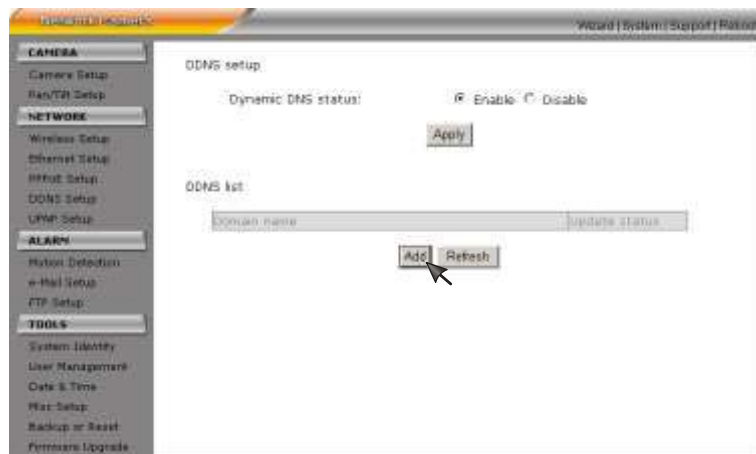 Network Camera
Wizard | System | Support | Reboot
CAMERA
Camera Setup
Pan/Tilt Setup
NETWORK
Wireless Setup
Ethernet Setup
PPPoE Setup
DDNS Setup
UPNP Setup
ALARM
Motion Detection
e-Mail Setup
FTP Setup
TOOLS
System Identity
User Management
Date & Time
Misc Setup
Backup or Reset
Firmware Upgrade
DDNS setup
Dynamic DNS status: Enable Disable
Apply
DDNS list
Domain name Update status
Add Refresh